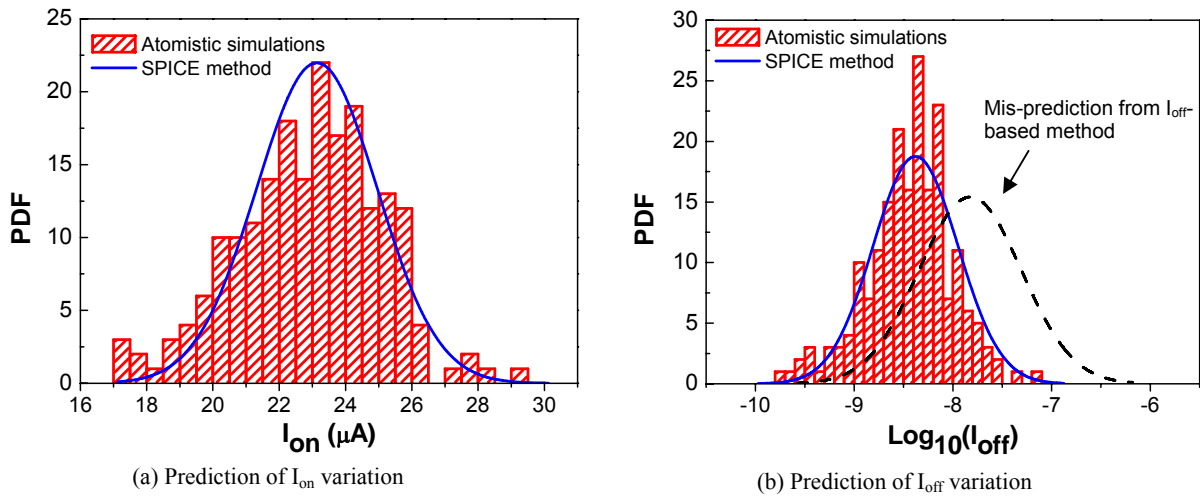 25
20
15
10
5
0
PDF
Atomistic simulations
SPICE method
16 18 20 22 24 26 28 30
I_on (μA)
(a) Prediction of I_on variation
30
25
20
15
10
5
0
PDF
Atomistic simulations
SPICE method
Mis-prediction from I_off-
based method
-10 -9 -8 -7 -6
Log_10(I_off)
(b) Prediction of I_off variation